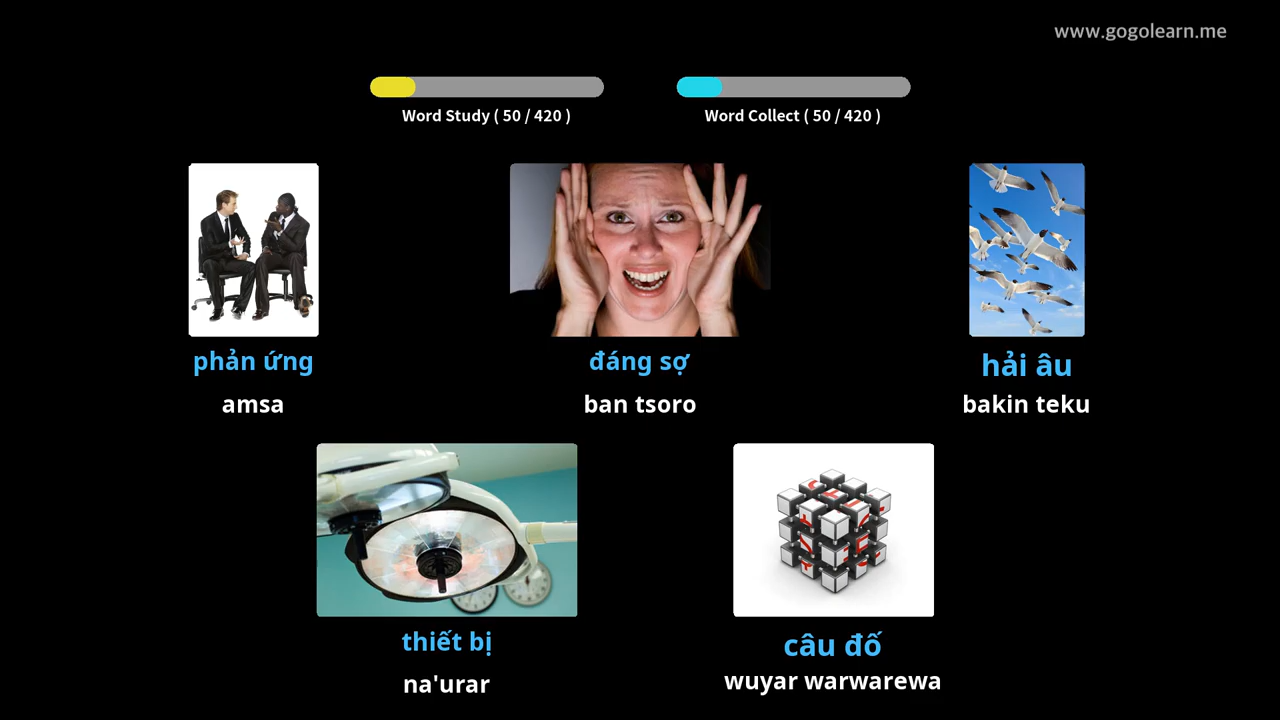 www.gogolearn.me
Word Study ( 50 / 420 )
Word Collect ( 50 / 420 )
phản ứng
amsa
đáng sợ
ban tsoro
hải âu
bakin teku
thiết bị
na'urar
câu đố
wuyar warwarewa